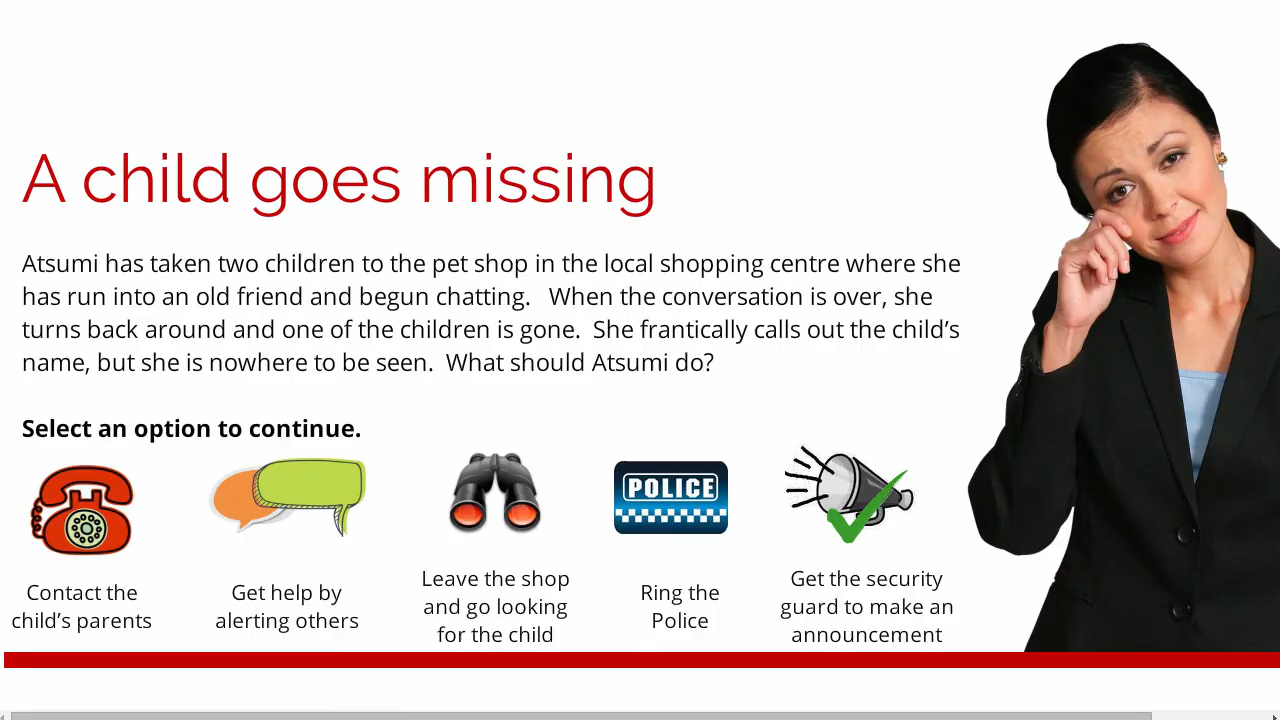 A child goes missing
Atsumi has taken two children to the pet shop in the local shopping centre where she
has run into an old friend and begun chatting.   When the conversation is over, she
turns back around and one of the children is gone.  She frantically calls out the child’s
name, but she is nowhere to be seen.  What should Atsumi do?
Select an option to continue.
POLICE
Contact the
child’s parents
Get help by
alerting others
Leave the shop
and go looking
for the child
Ring the
Police
Get the security
guard to make an
announcement